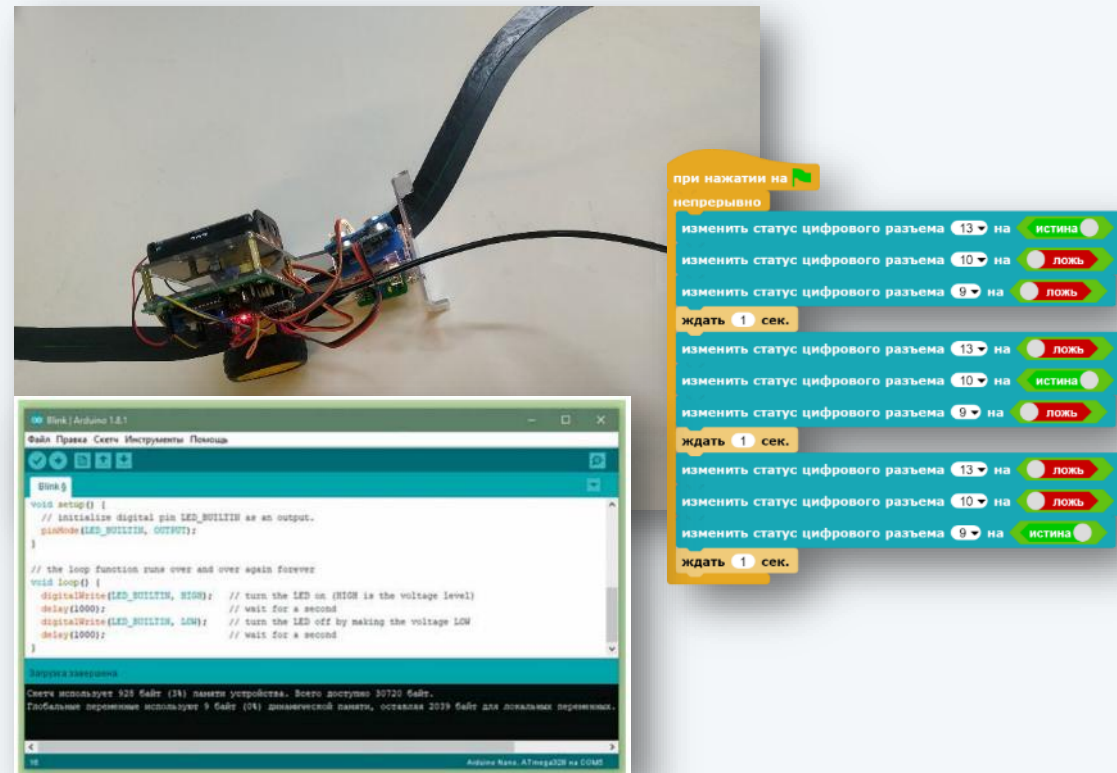 при нажатии на
непрерывно
изменить статус цифрового разъема 13 на истина
изменить статус цифрового разъема 10 на ложь
изменить статус цифрового разъема 9 на ложь
ждать 1 сек.
изменить статус цифрового разъема 13 на ложь
изменить статус цифрового разъема 10 на истина
изменить статус цифрового разъема 9 на ложь
ждать 1 сек.
изменить статус цифрового разъема 13 на ложь
изменить статус цифрового разъема 10 на ложь
изменить статус цифрового разъема 9 на истина
ждать 1 сек.
Blink | Arduino 1.8.1
Файл Правка Скетч Инструменты Помощь
Blink §
void setup() {
// initialize digital pin LED_BUILTIN as an output.
pinMode(LED_BUILTIN, OUTPUT);
}
// the loop function runs over and over again forever
void loop() {
digitalWrite(LED_BUILTIN, HIGH); // turn the LED on (HIGH is the voltage level)
delay(1000); // wait for a second
digitalWrite(LED_BUILTIN, LOW); // turn the LED off by making the voltage LOW
delay(1000); // wait for a second
}
Загрузка завершена
Скетч использует 928 байт (3%) памяти устройства. Всего доступно 30720 байт.
Глобальные переменные используют 9 байт (0%) динамической памяти, оставляя 2039 байт для локальных переменных.
Arduino Nano, ATmega328 на COM5